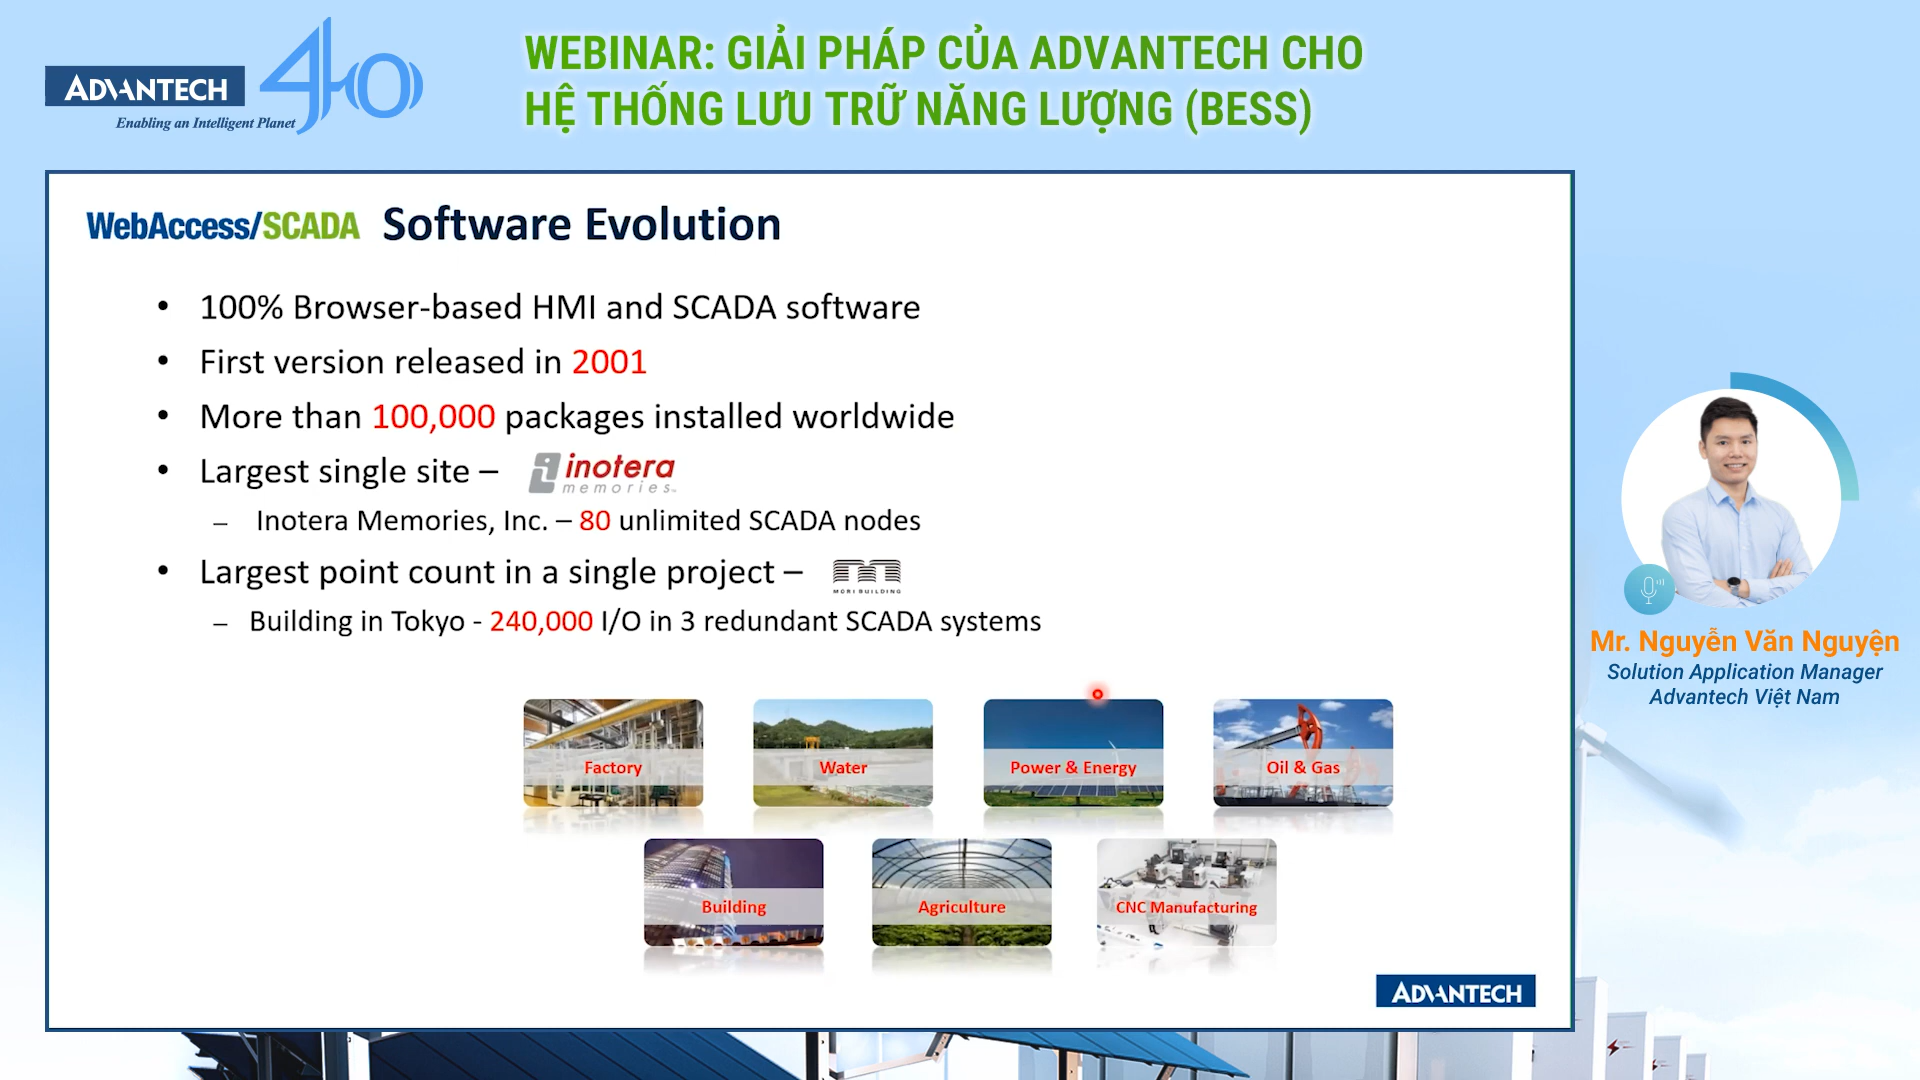 ADVANTECH
40
Enabling an Intelligent Planet
WEBINAR: GIẢI PHÁP CỦA ADVANTECH CHO
HỆ THỐNG LƯU TRỮ NĂNG LƯỢNG (BESS)
WebAccess/SCADA Software Evolution
• 100% Browser-based HMI and SCADA software
• First version released in 2001
• More than 100,000 packages installed worldwide
• Largest single site – inotera memories
– Inotera Memories, Inc. – 80 unlimited SCADA nodes
• Largest point count in a single project – MORI BUILDING
– Building in Tokyo - 240,000 I/O in 3 redundant SCADA systems
Factory
Water
Power & Energy
Oil & Gas
Building
Agriculture
CNC Manufacturing
ADVANTECH
Mr. Nguyễn Văn Nguyện
Solution Application Manager
Advantech Việt Nam